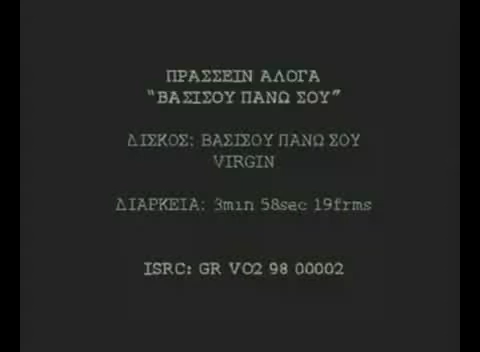 ΠΡΑΣΣΕΙΝ ΑΛΟΓΑ
“ΒΑΣΙΣΟΥ ΠΑΝΩ ΣΟΥ”
ΔΙΣΚΟΣ: ΒΑΣΙΣΟΥ ΠΑΝΩ ΣΟΥ
VIRGIN
ΔΙΑΡΚΕΙΑ: 3min 58sec 19frms
ISRC: GR VO2 98 00002